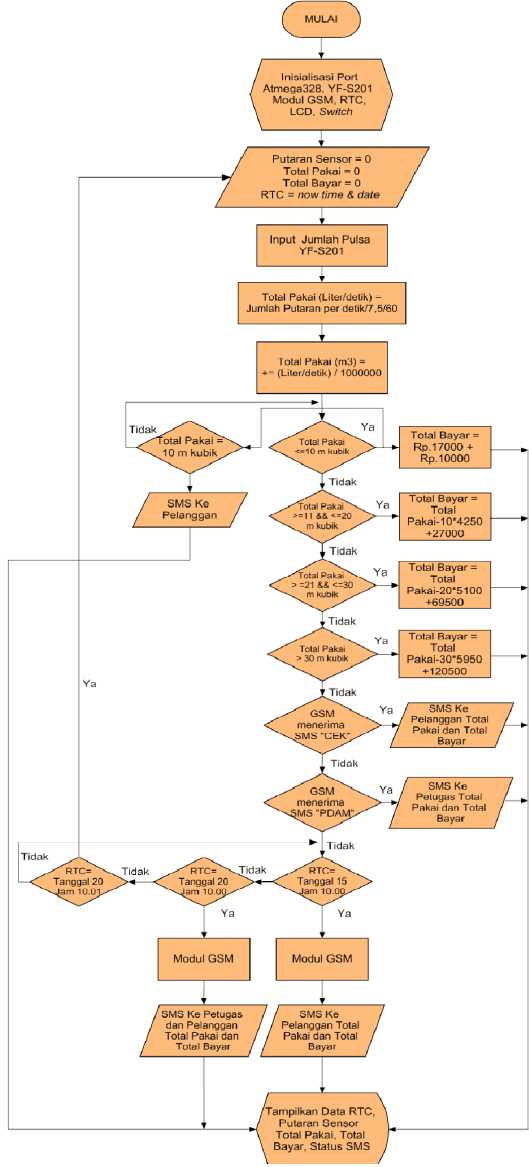 MULAI
Inisialisasi Port
Atmega328, YF-S201
Modul GSM, RTC,
LCD, Switch
Putaran Sensor = 0
Total Pakai = 0
Total Bayar = 0
RTC = now time & date
Input Jumlah Pulsa
YF-S201
Total Pakai (Liter/detik) =
Jumlah Putaran per detik/7,5/60
Total Pakai (m3) =
+= (Liter/detik) / 1000000
Tidak
Total Pakai =
10 m kubik
SMS Ke
Pelanggan
Total Pakai
<=10 m kubik
Ya
Total Bayar =
Rp.17000 +
Rp.10000
Tidak
Total Pakai
>=11 && <=20
m kubik
Ya
Total Bayar =
Total
Pakai-10*4250
+27000
Tidak
Total Pakai
> =21 && <=30
m kubik
Ya
Total Bayar =
Total
Pakai-20*5100
+69500
Tidak
Total Pakai
> 30 m kubik
Ya
Total Bayar =
Total
Pakai-30*5950
+120500
Tidak
Ya
GSM
menerima
SMS "CEK"
Ya
SMS Ke
Pelanggan Total
Pakai dan Total
Bayar
Tidak
GSM
menerima
SMS "PDAM"
Ya
SMS Ke
Petugas Total
Pakai dan Total
Bayar
Tidak
Tidak
RTC=
Tanggal 20
Jam 10.01
Tidak
RTC=
Tanggal 20
Jam 10.00
Tidak
RTC=
Tanggal 15
Jam 10.00
Ya
Ya
Modul GSM
Modul GSM
SMS Ke Petugas
dan Pelanggan
Total Pakai dan
Total Bayar
SMS Ke
Pelanggan Total
Pakai dan Total
Bayar
Tampilkan Data RTC,
Putaran Sensor
Total Pakai, Total
Bayar, Status SMS